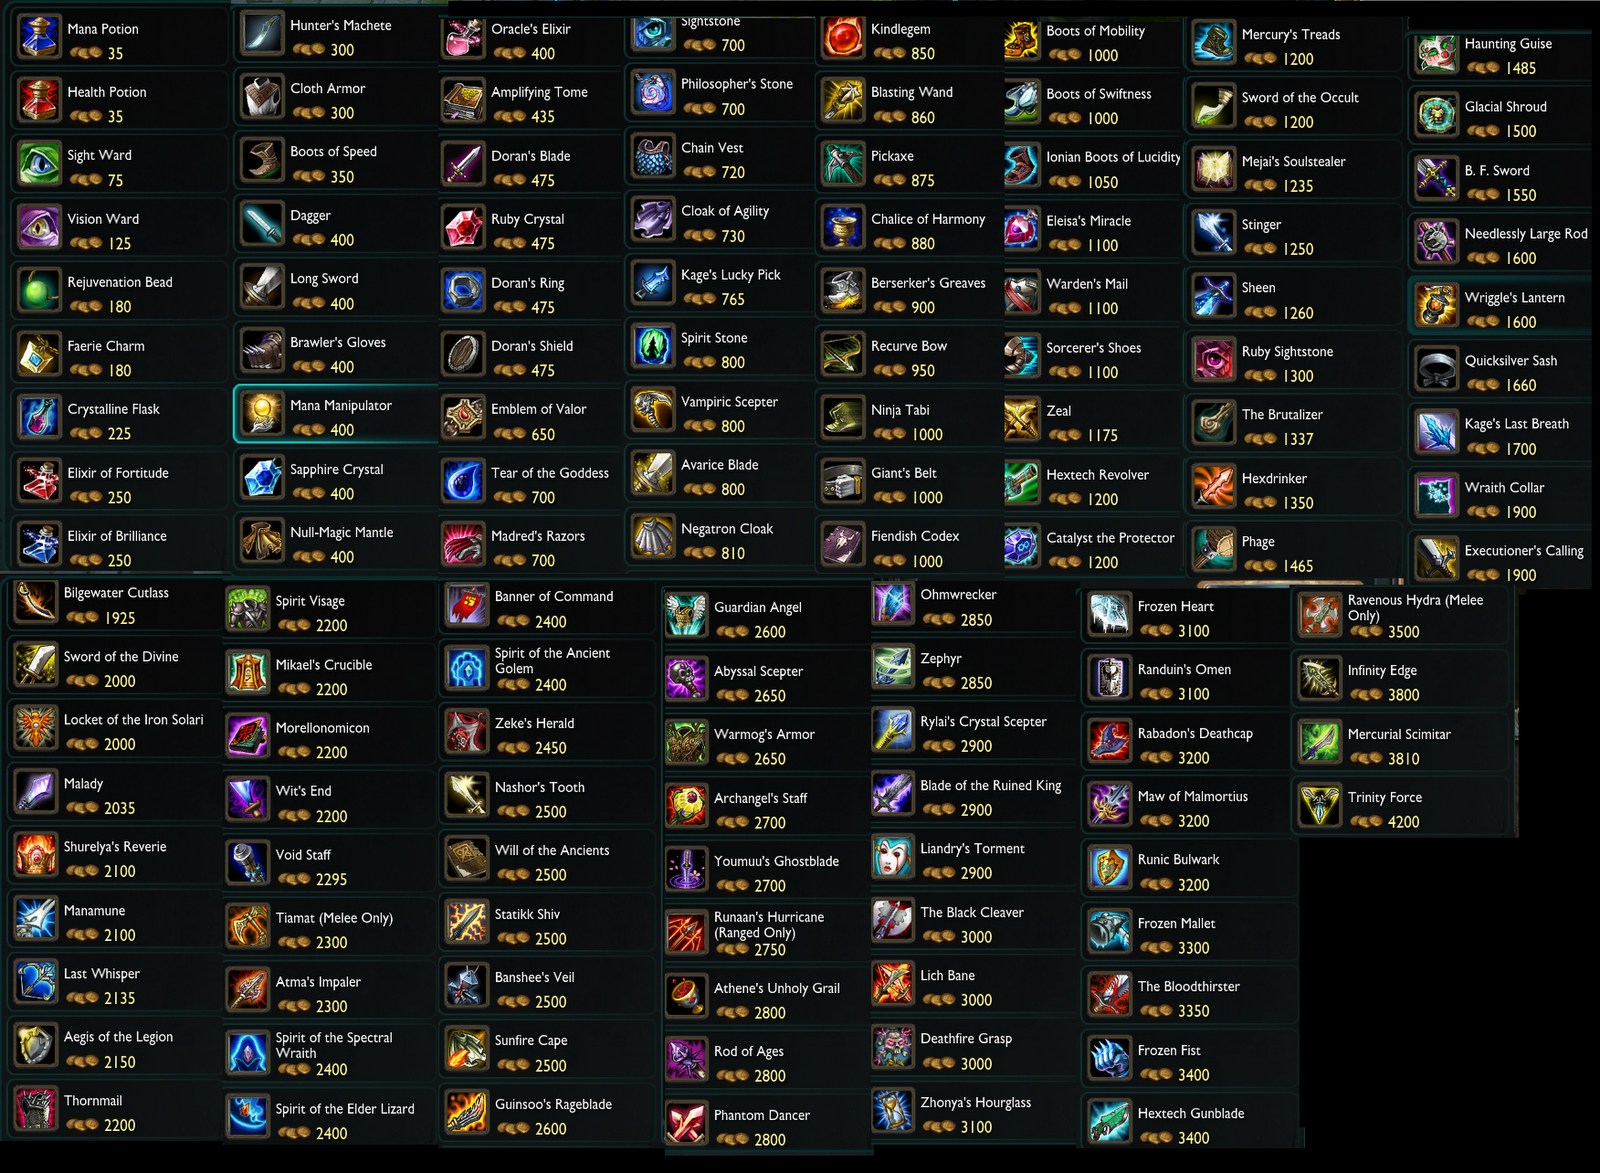 Mana Potion
35
Health Potion
35
Sight Ward
75
Vision Ward
125
Rejuvenation Bead
180
Faerie Charm
180
Crystalline Flask
225
Elixir of Fortitude
250
Elixir of Brilliance
250
Hunter's Machete
300
Cloth Armor
300
Boots of Speed
350
Dagger
400
Long Sword
400
Brawler's Gloves
400
Mana Manipulator
400
Sapphire Crystal
400
Null-Magic Mantle
400
Oracle's Elixir
400
Amplifying Tome
435
Doran's Blade
475
Ruby Crystal
475
Doran's Ring
475
Doran's Shield
475
Emblem of Valor
650
Tear of the Goddess
700
Madred's Razors
700
Sightstone
700
Philosopher's Stone
700
Chain Vest
720
Cloak of Agility
730
Kage's Lucky Pick
765
Spirit Stone
800
Vampiric Scepter
800
Avarice Blade
800
Negatron Cloak
810
Kindlegem
850
Blasting Wand
860
Pickaxe
875
Chalice of Harmony
880
Berserker's Greaves
900
Recurve Bow
950
Ninja Tabi
1000
Giant's Belt
1000
Fiendish Codex
1000
Boots of Mobility
1000
Boots of Swiftness
1000
Ionian Boots of Lucidity
1050
Eleisa's Miracle
1100
Warden's Mail
1100
Sorcerer's Shoes
1100
Zeal
1175
Hextech Revolver
1200
Catalyst the Protector
1200
Mercury's Treads
1200
Sword of the Occult
1200
Mejai's Soulstealer
1235
Stinger
1250
Sheen
1260
Ruby Sightstone
1300
The Brutalizer
1337
Hexdrinker
1350
Phage
1465
Haunting Guise
1485
Glacial Shroud
1500
B. F. Sword
1550
Needlessly Large Rod
1600
Wriggle's Lantern
1600
Quicksilver Sash
1660
Kage's Last Breath
1700
Wraith Collar
1900
Executioner's Calling
1900
Bilgewater Cutlass
1925
Sword of the Divine
2000
Locket of the Iron Solari
2000
Malady
2035
Shurelya's Reverie
2100
Manamune
2100
Last Whisper
2135
Aegis of the Legion
2150
Thornmail
2200
Spirit Visage
2200
Mikael's Crucible
2200
Morellonomicon
2200
Wit's End
2200
Void Staff
2295
Tiamat (Melee Only)
2300
Atma's Impaler
2300
Spirit of the Spectral
Wraith
2400
Spirit of the Elder Lizard
2400
Banner of Command
2400
Spirit of the Ancient
Golem
2400
Zeke's Herald
2450
Nashor's Tooth
2500
Will of the Ancients
2500
Statikk Shiv
2500
Banshee's Veil
2500
Sunfire Cape
2500
Guinsoo's Rageblade
2600
Guardian Angel
2600
Abyssal Scepter
2650
Warmog's Armor
2650
Archangel's Staff
2700
Youmuu's Ghostblade
2700
Runaan's Hurricane
(Ranged Only)
2750
Athene's Unholy Grail
2800
Rod of Ages
2800
Phantom Dancer
2800
Ohmwrecker
2850
Zephyr
2850
Rylai's Crystal Scepter
2900
Blade of the Ruined King
2900
Liandry's Torment
2900
The Black Cleaver
3000
Lich Bane
3000
Deathfire Grasp
3000
Zhonya's Hourglass
3100
Frozen Heart
3100
Randuin's Omen
3100
Rabadon's Deathcap
3200
Maw of Malmortius
3200
Runic Bulwark
3200
Frozen Mallet
3300
The Bloodthirster
3350
Frozen Fist
3400
Hextech Gunblade
3400
Ravenous Hydra (Melee
Only)
3500
Infinity Edge
3800
Mercurial Scimitar
3810
Trinity Force
4200